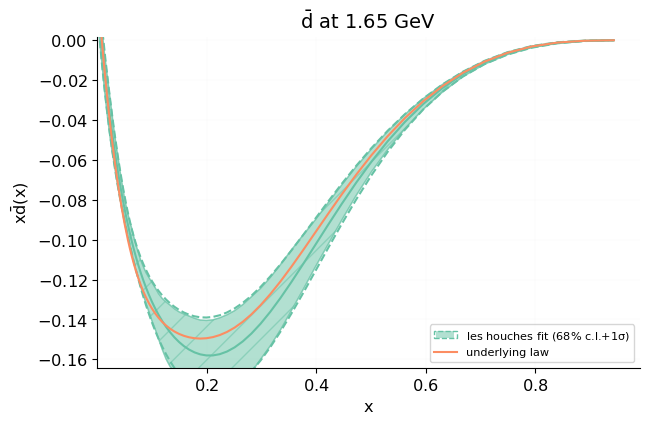 d̄ at 1.65 GeV
0.00
−0.02
−0.04
−0.06
−0.08
−0.10
−0.12
−0.14
−0.16
xd̄(x)
les houches fit (68% c.l.+1σ)
underlying law
0.2 0.4 0.6 0.8
x